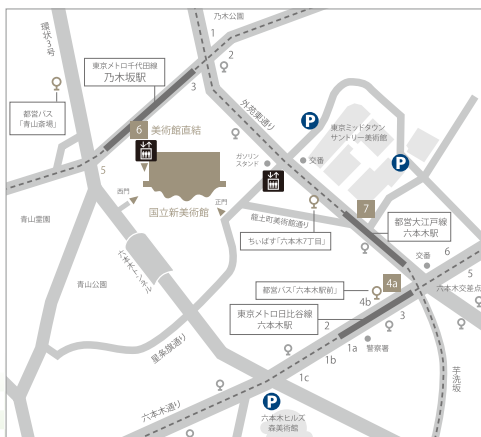 乃木公園
環状3号
1
2
東京メトロ千代田線
乃木坂駅
3
外苑東通り
都営バス
「青山斎場」
6 美術館直結
P
東京ミッドタウン
サントリー美術館
P
ガソリン
スタンド
交番
5
西門
正門
国立新美術館
青山霊園
龍土町美術館通り
7
都営大江戸線
六本木駅
ちぃばす「六本木7丁目」
六本木トンネル
交番
6
5
青山公園
都営バス「六本木駅前」
4a
4b
六本木交差点
東京メトロ日比谷線
六本木駅
2
3
星条旗通り
1a
警察署
1b
1c
芋洗坂
六本木通り
P
六本木ヒルズ
森美術館